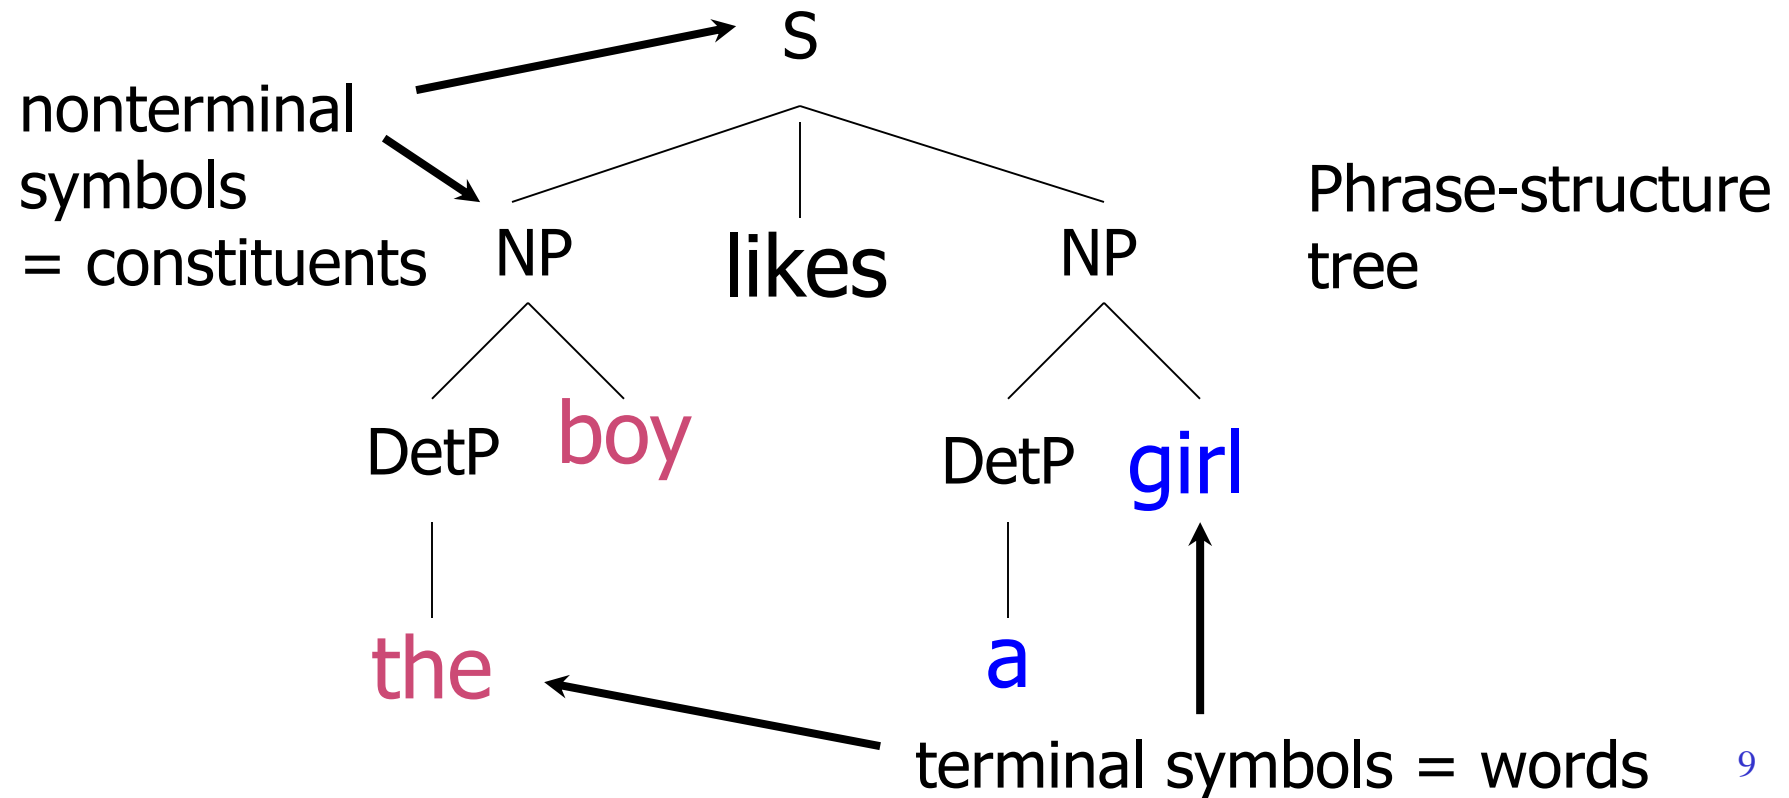 S
nonterminal
symbols
= constituents
NP
likes
NP
Phrase-structure
tree
DetP
boy
DetP
girl
the
a
terminal symbols = words
9